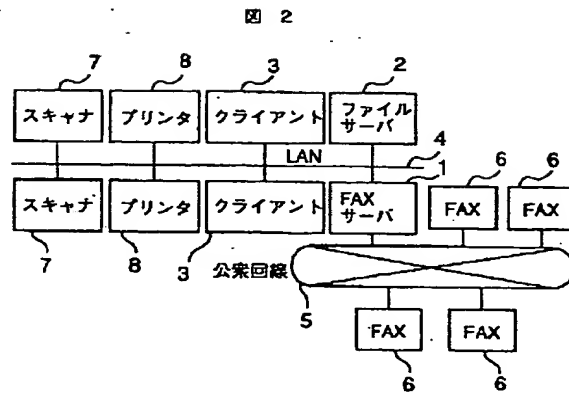 図 2
7 8 3 2
スキャナ プリンタ クライアント ファイル
サーバ
4
LAN
1
6 6
スキャナ プリンタ クライアント FAX
サーバ
FAX FAX
7 8 3 公衆回線
5
FAX FAX
6 6